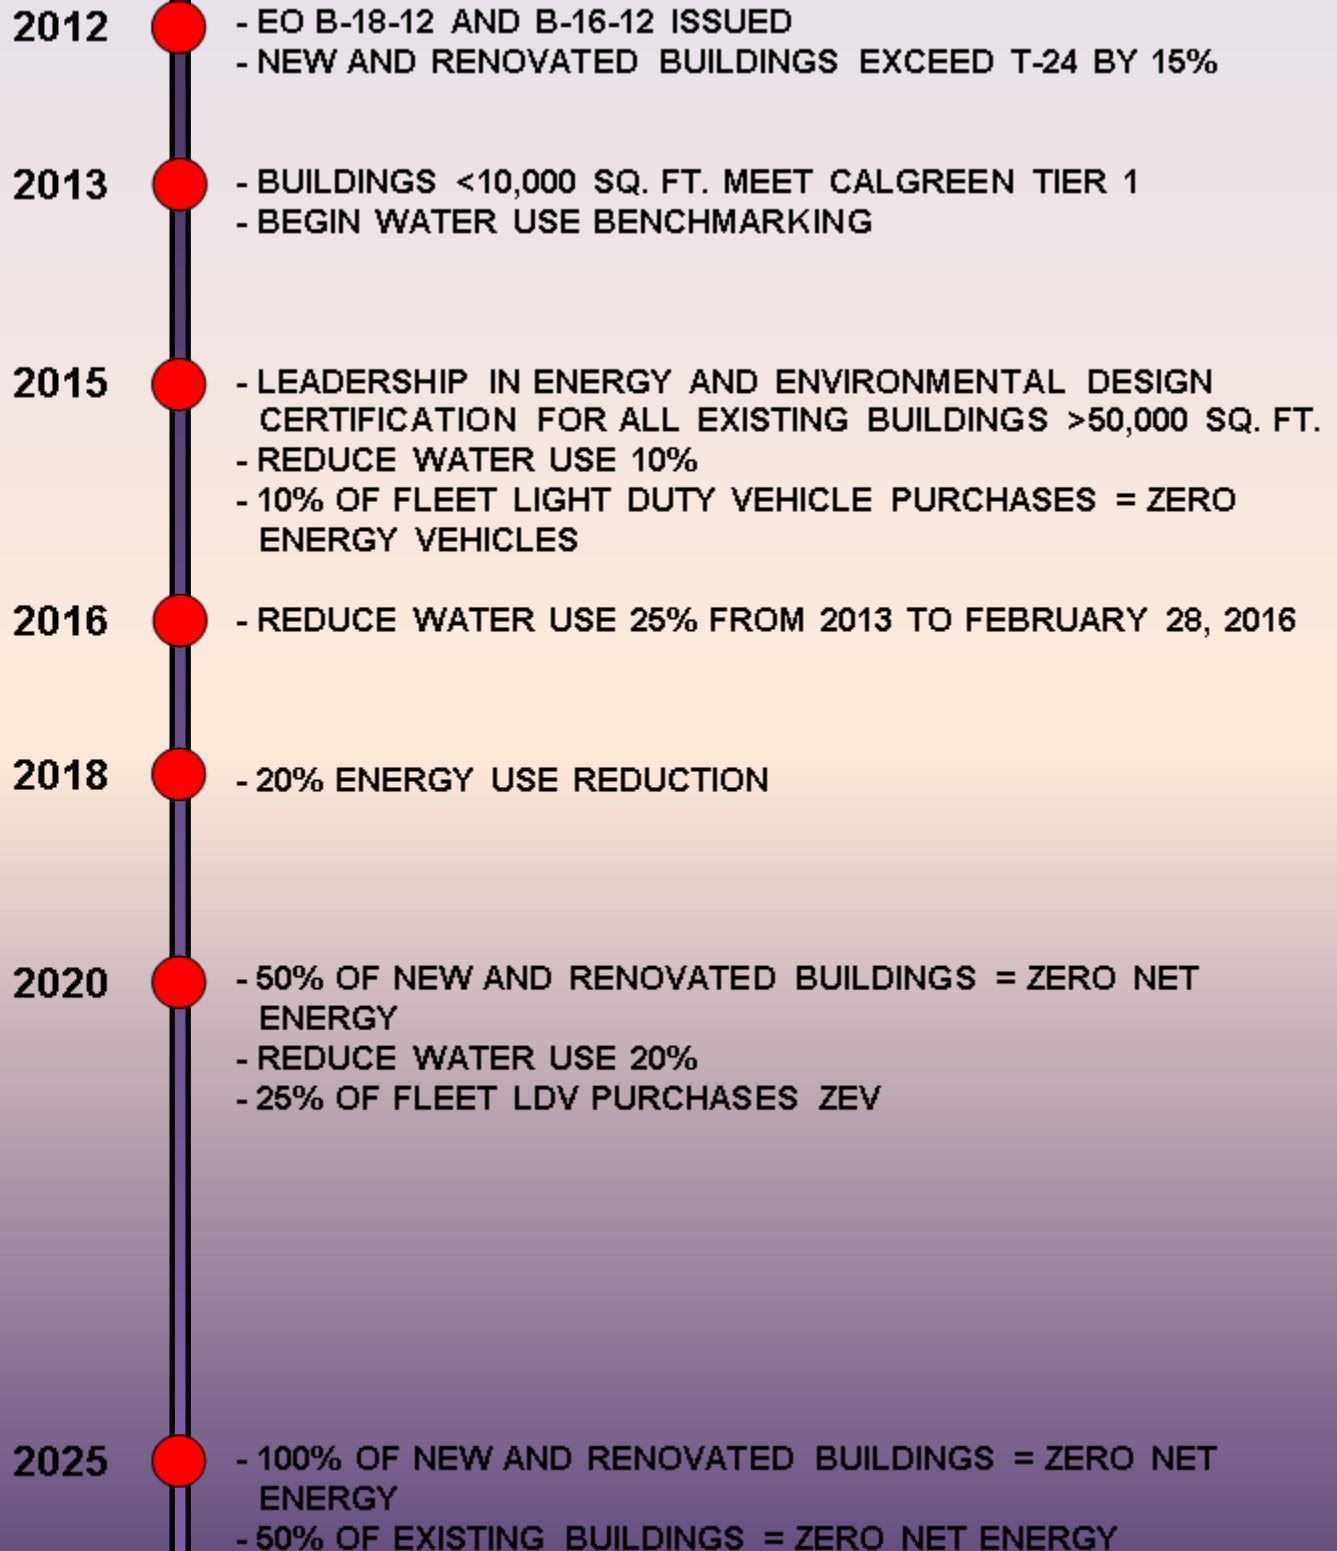 2012
- EO B-18-12 AND B-16-12 ISSUED
- NEW AND RENOVATED BUILDINGS EXCEED T-24 BY 15%
2013
- BUILDINGS <10,000 SQ. FT. MEET CALGREEN TIER 1
- BEGIN WATER USE BENCHMARKING
2015
- LEADERSHIP IN ENERGY AND ENVIRONMENTAL DESIGN
CERTIFICATION FOR ALL EXISTING BUILDINGS >50,000 SQ. FT.
- REDUCE WATER USE 10%
- 10% OF FLEET LIGHT DUTY VEHICLE PURCHASES = ZERO
ENERGY VEHICLES
2016
- REDUCE WATER USE 25% FROM 2013 TO FEBRUARY 28, 2016
2018
- 20% ENERGY USE REDUCTION
2020
- 50% OF NEW AND RENOVATED BUILDINGS = ZERO NET
ENERGY
- REDUCE WATER USE 20%
- 25% OF FLEET LDV PURCHASES ZEV
2025
- 100% OF NEW AND RENOVATED BUILDINGS = ZERO NET
ENERGY
- 50% OF EXISTING BUILDINGS = ZERO NET ENERGY